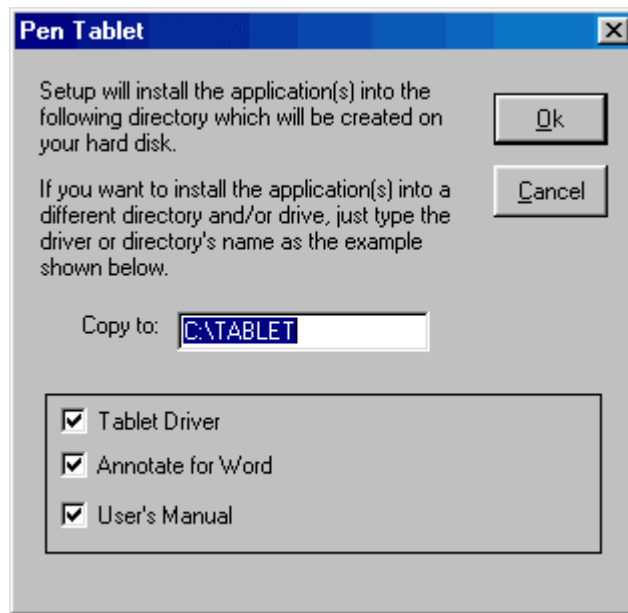 Pen Tablet
Setup will install the application(s) into the
following directory which will be created on
your hard disk.
Ok
Cancel
If you want to install the application(s) into a
different directory and/or drive, just type the
driver or directory's name as the example
shown below.
Copy to: C:\TABLET
Tablet Driver
Annotate for Word
User's Manual